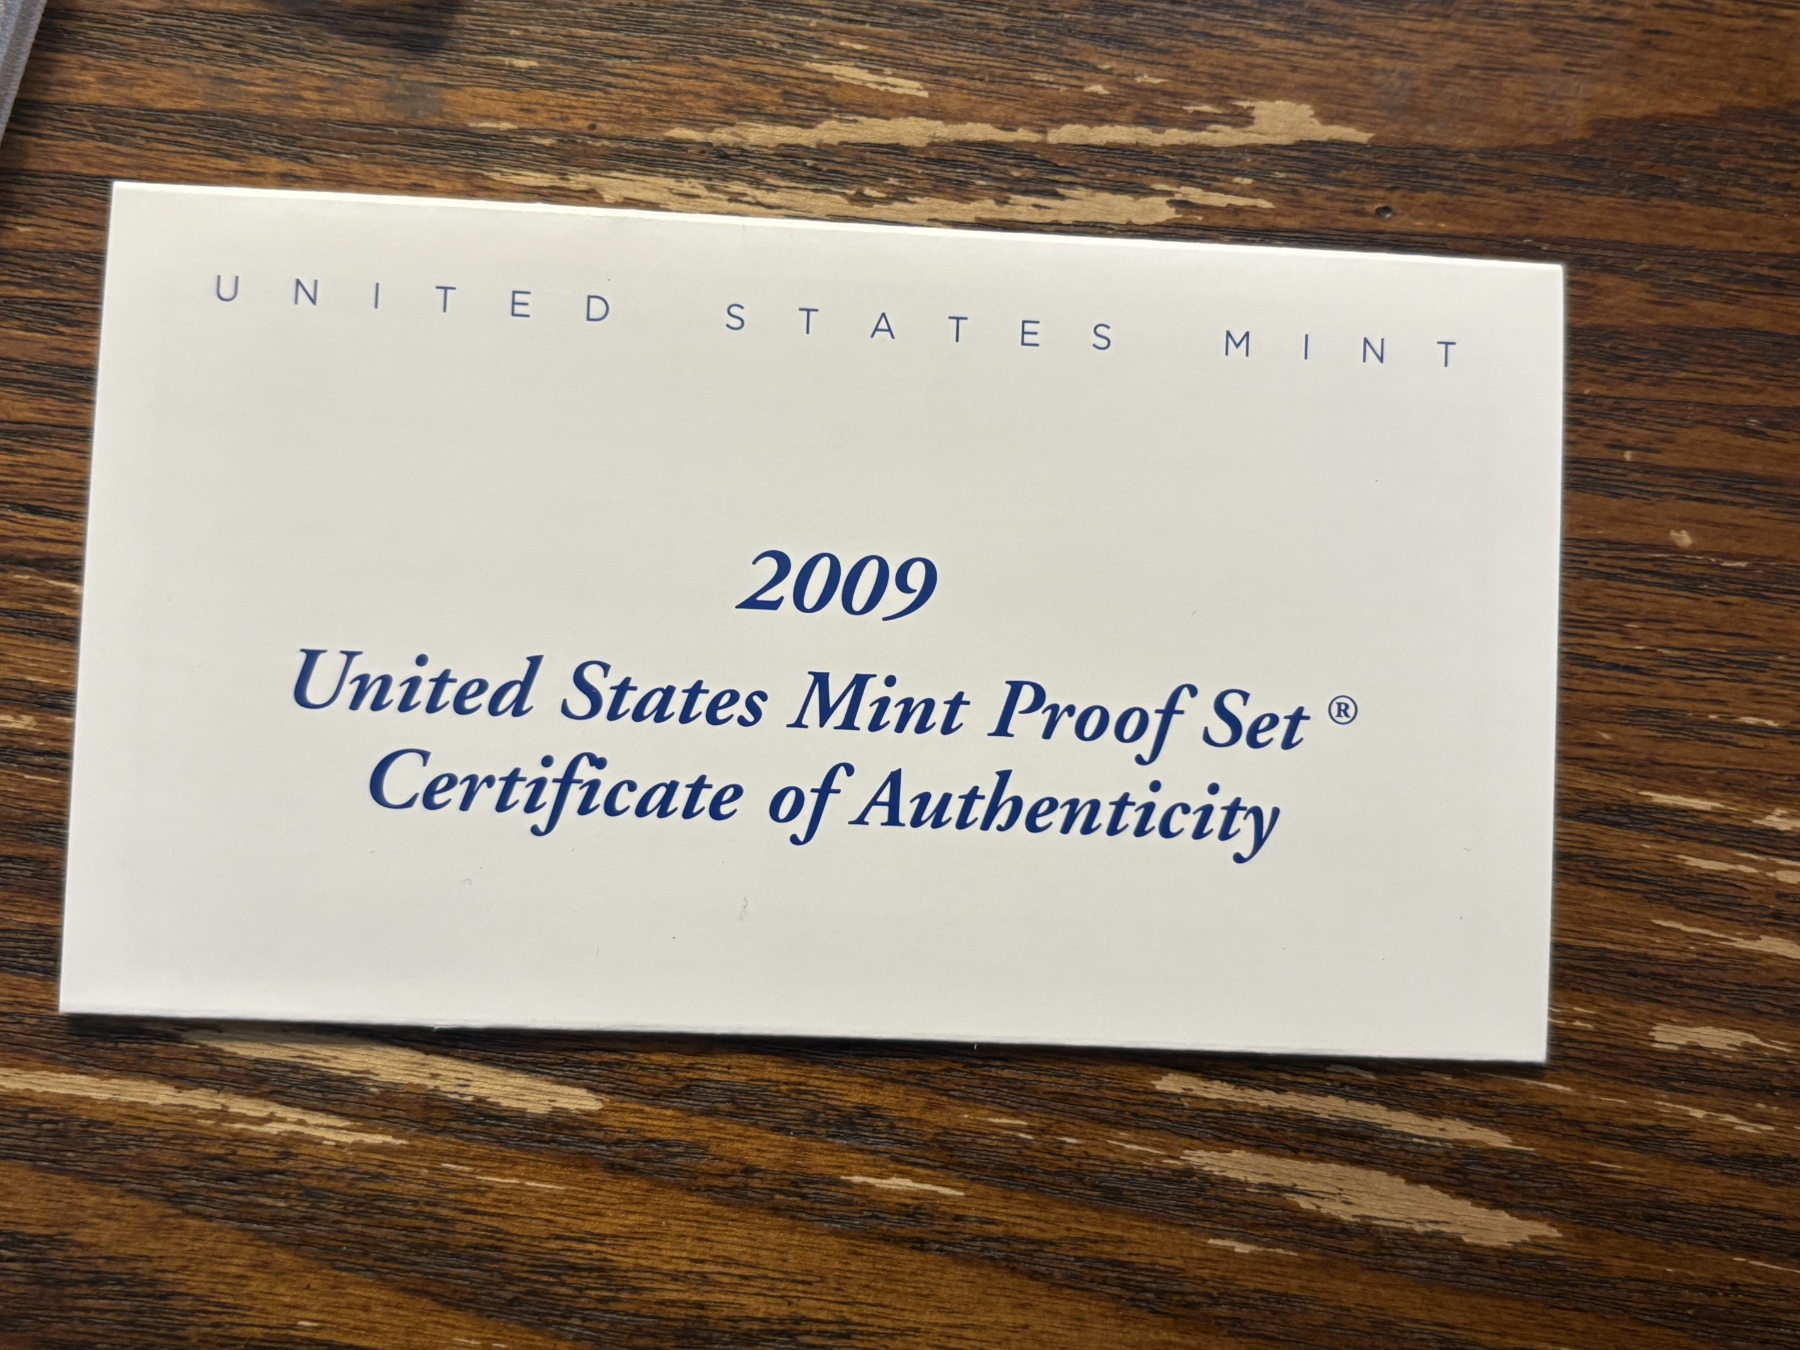 UNITED STATES MINT
2009
United States Mint Proof Set ®
Certificate of Authenticity